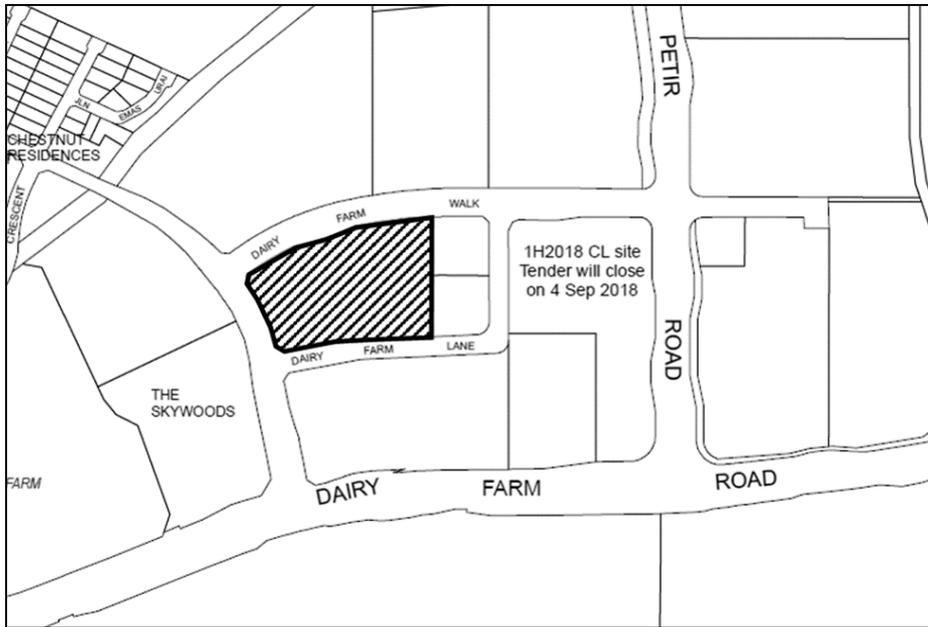 PETIR
JLN
EMAS
URAI
CHESTNUT
RESIDENCES
CRESCENT
DAIRY FARM WALK
1H2018 CL site
Tender will close
on 4 Sep 2018
ROAD
DAIRY FARM LANE
THE
SKYWOODS
FARM
DAIRY FARM ROAD